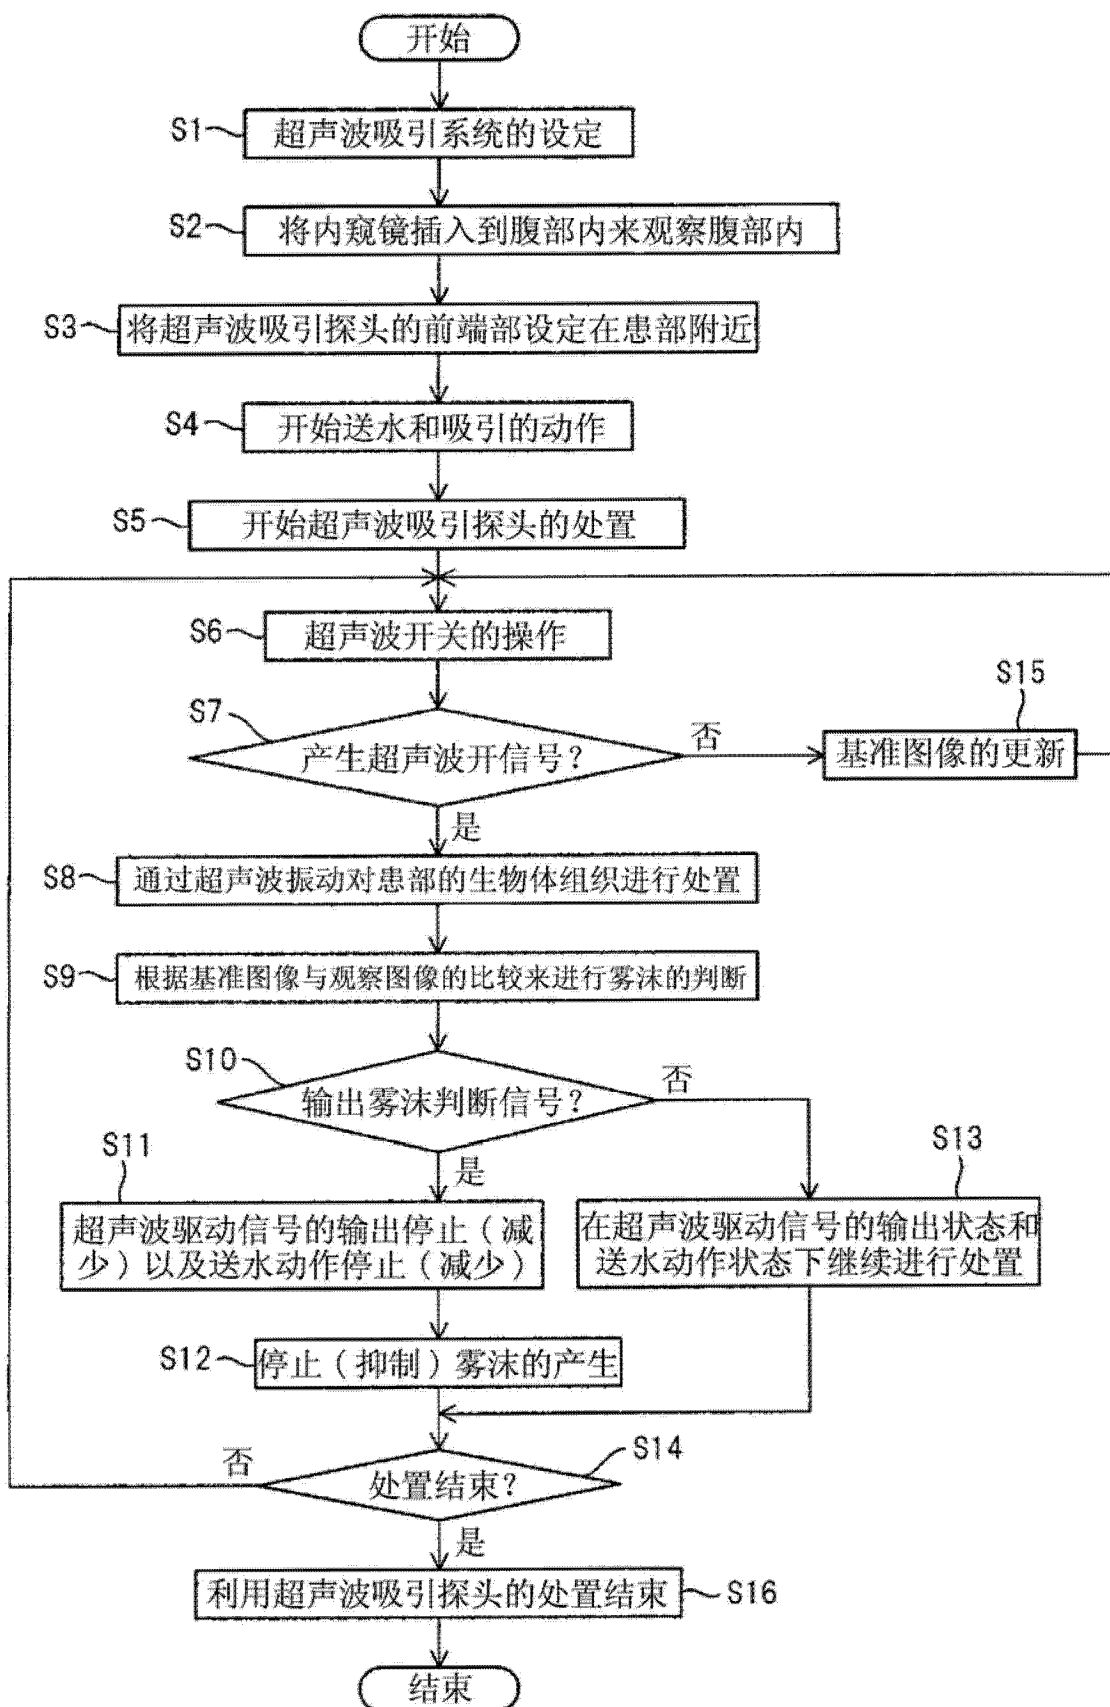 开始
S1
超声波吸引系统的设定
S2
将内窥镜插入到腹部内来观察腹部内
S3
将超声波吸引探头的前端部设定在患部附近
S4
开始送水和吸引的动作
S5
开始超声波吸引探头的处置
S6
超声波开关的操作
S7
产生超声波开信号?
否
S15
基准图像的更新
是
S8
通过超声波振动对患部的生物体组织进行处置
S9
根据基准图像与观察图像的比较来进行雾沫的判断
S10
输出雾沫判断信号?
否
是
S11
超声波驱动信号的输出停止(减
少)以及送水动作停止(减少)
S13
在超声波驱动信号的输出状态和
送水动作状态下继续进行处置
S12
停止(抑制)雾沫的产生
S14
处置结束?
否
是
利用超声波吸引探头的处置结束
S16
结束